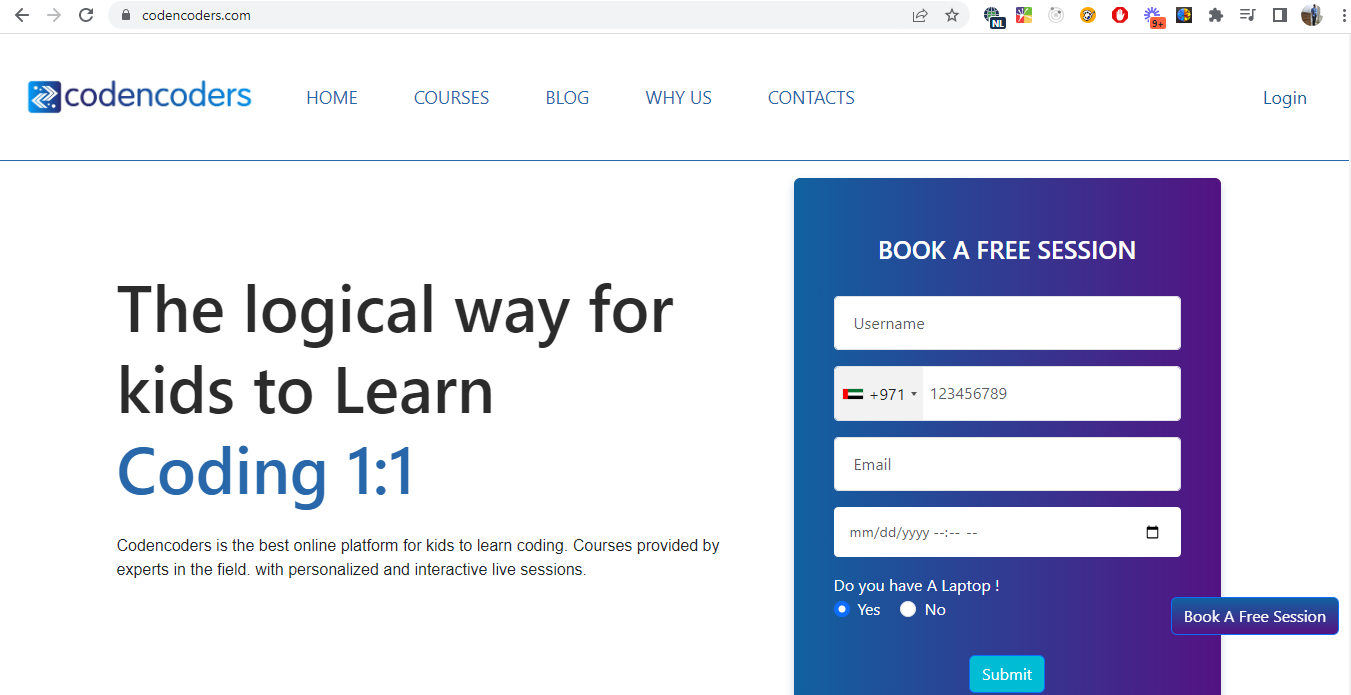 codencoders.com
NL
9+
codencoders
HOME
COURSES
BLOG
WHY US
CONTACTS
Login
The logical way for
kids to Learn
Coding 1:1
Codencoders is the best online platform for kids to learn coding. Courses provided by
experts in the field. with personalized and interactive live sessions.
BOOK A FREE SESSION
Username
+971
123456789
Email
mm/dd/yyyy --:-- --
Do you have A Laptop !
Yes
No
Book A Free Session
Submit